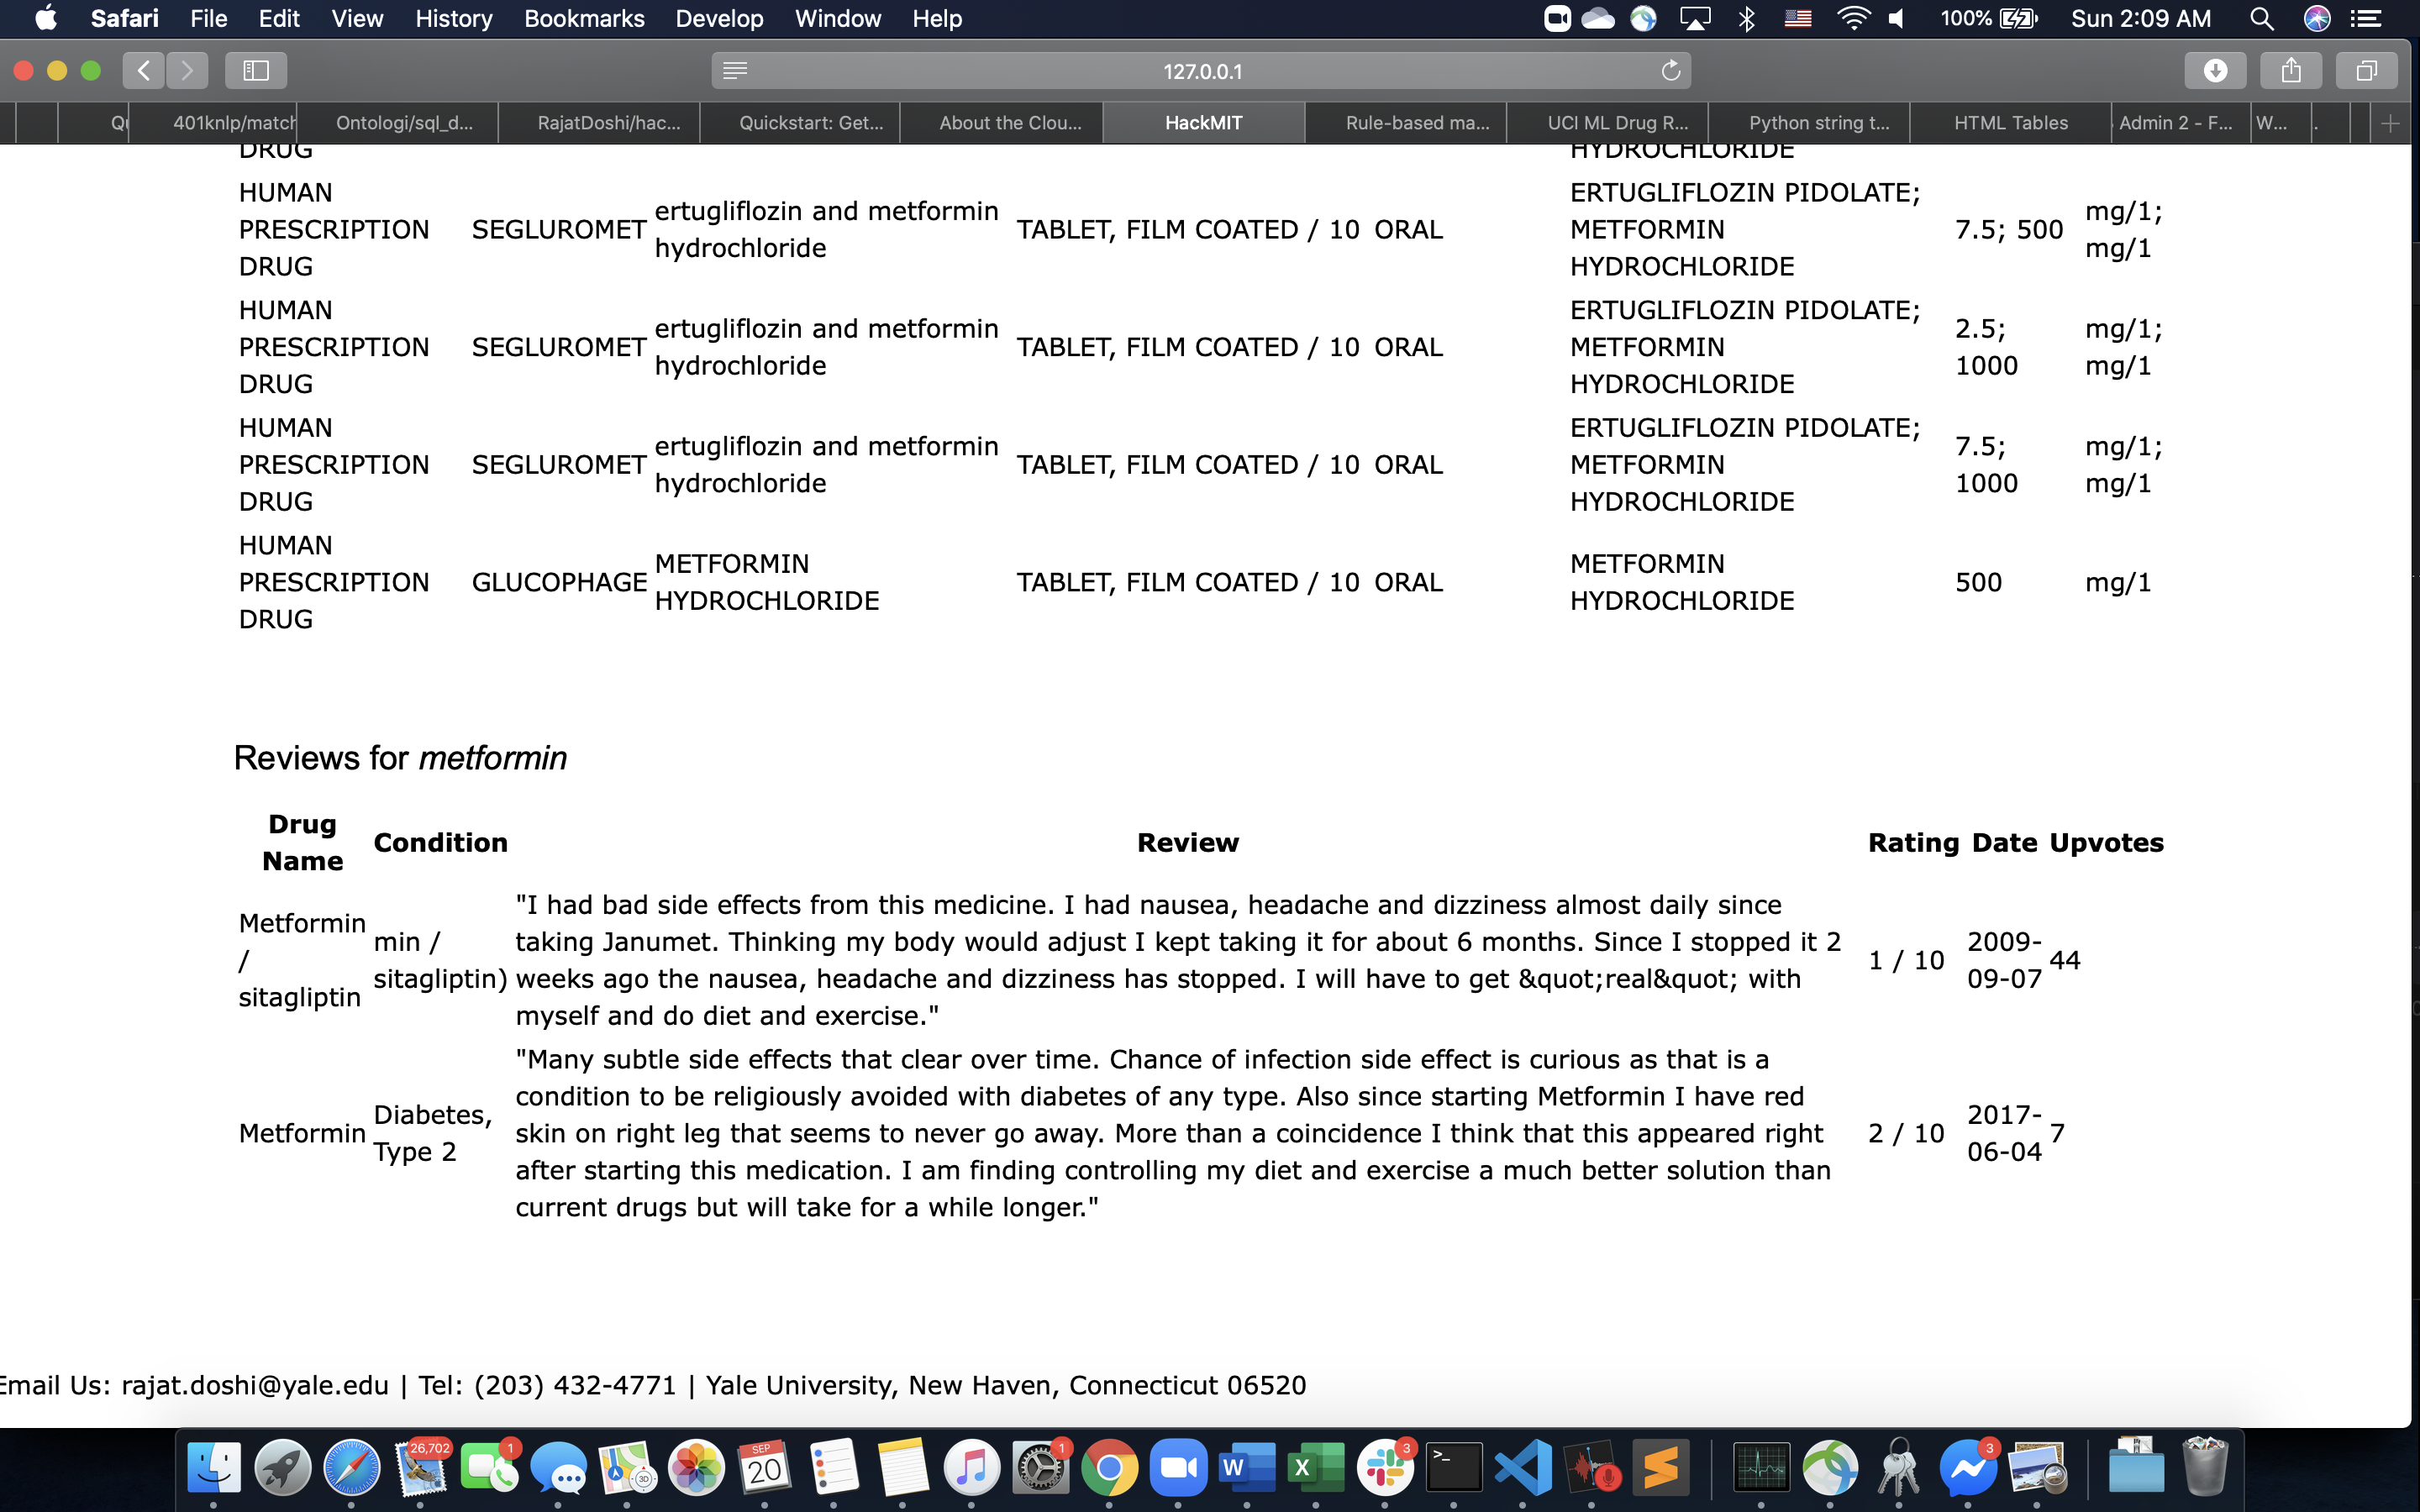 Safari File Edit View History Bookmarks Develop Window Help 100% Sun 2:09 AM
127.0.0.1
401knlp/match Ontologi/sql_d... RajatDoshi/hac... Quickstart: Get... About the Clou... HackMIT Rule-based ma... UCI ML Drug R... Python string t... HTML Tables Admin 2 - F... W... .
DRUG HYDROCHLORIDE
HUMAN
PRESCRIPTION
DRUG
SEGLUROMET
ertugliflozin and metformin
hydrochloride
TABLET, FILM COATED / 10 ORAL
ERTUGLIFLOZIN PIDOLATE;
METFORMIN
HYDROCHLORIDE
7.5; 500
mg/1;
mg/1
HUMAN
PRESCRIPTION
DRUG
SEGLUROMET
ertugliflozin and metformin
hydrochloride
TABLET, FILM COATED / 10 ORAL
ERTUGLIFLOZIN PIDOLATE;
METFORMIN
HYDROCHLORIDE
2.5;
1000
mg/1;
mg/1
HUMAN
PRESCRIPTION
DRUG
SEGLUROMET
ertugliflozin and metformin
hydrochloride
TABLET, FILM COATED / 10 ORAL
ERTUGLIFLOZIN PIDOLATE;
METFORMIN
HYDROCHLORIDE
7.5;
1000
mg/1;
mg/1
HUMAN
PRESCRIPTION
DRUG
GLUCOPHAGE
METFORMIN
HYDROCHLORIDE
TABLET, FILM COATED / 10 ORAL
METFORMIN
HYDROCHLORIDE
500
mg/1
Reviews for metformin
Drug
Name
Condition
Review
Rating Date Upvotes
Metformin
/
sitagliptin
min /
sitagliptin)
"I had bad side effects from this medicine. I had nausea, headache and dizziness almost daily since
taking Janumet. Thinking my body would adjust I kept taking it for about 6 months. Since I stopped it 2
weeks ago the nausea, headache and dizziness has stopped. I will have to get &quot;real&quot; with
myself and do diet and exercise."
1 / 10
2009-
09-07
44
Metformin
Diabetes,
Type 2
"Many subtle side effects that clear over time. Chance of infection side effect is curious as that is a
condition to be religiously avoided with diabetes of any type. Also since starting Metformin I have red
skin on right leg that seems to never go away. More than a coincidence I think that this appeared right
after starting this medication. I am finding controlling my diet and exercise a much better solution than
current drugs but will take for a while longer."
2 / 10
2017-
06-04
7
Email Us: rajat.doshi@yale.edu | Tel: (203) 432-4771 | Yale University, New Haven, Connecticut 06520
26,702 1 3D SEP 20 1 W X 3 >_ 3